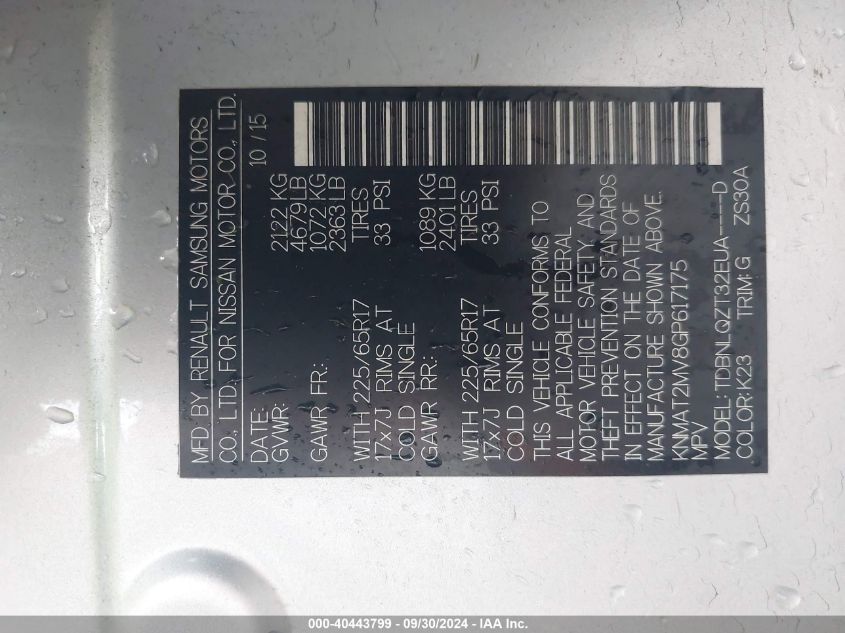 MFD BY RENAULT SAMSUNG MOTORS
CO., LTD. FOR NISSAN MOTOR CO., LTD.
DATE: 10 / 15
GVWR: 2122 KG
4679 LB
GAWR FR: 1072 KG
2363 LB
WITH 225/65R17 TIRES
17x7J RIMS AT 33 PSI
COLD SINGLE
GAWR RR: 1089 KG
2401 LB
WITH 225/65R17 TIRES
17x7J RIMS AT 33 PSI
COLD SINGLE
THIS VEHICLE CONFORMS TO
ALL APPLICABLE FEDERAL
MOTOR VEHICLE SAFETY, AND
THEFT PREVENTION STANDARDS
IN EFFECT ON THE DATE OF
MANUFACTURE SHOWN ABOVE.
KNMAT2MV8GP617175
MPV
MODEL: TDBNLQZT32EUA----D
COLOR: K23 TRIM: G ZS30A
000-40443799 - 09/30/2024 - IAA Inc.